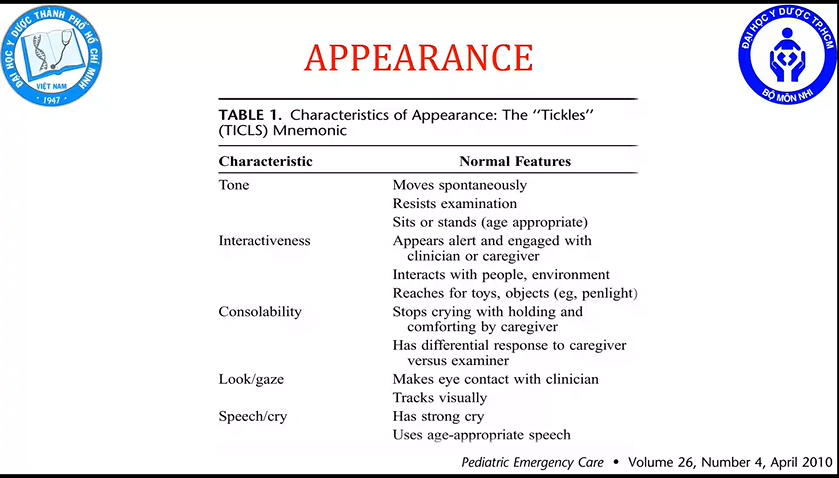 ĐẠI HỌC Y DƯỢC THÀNH PHỐ HỒ CHÍ MINH
VIỆT NAM
1947
ĐẠI HỌC Y DƯỢC TP.HCM
BỘ MÔN NHI
APPEARANCE
TABLE 1. Characteristics of Appearance: The ‘‘Tickles’’
(TICLS) Mnemonic
Characteristic Normal Features
Tone Moves spontaneously
Resists examination
Sits or stands (age appropriate)
Interactiveness Appears alert and engaged with
clinician or caregiver
Interacts with people, environment
Reaches for toys, objects (eg, penlight)
Consolability Stops crying with holding and
comforting by caregiver
Has differential response to caregiver
versus examiner
Look/gaze Makes eye contact with clinician
Tracks visually
Speech/cry Has strong cry
Uses age-appropriate speech
Pediatric Emergency Care • Volume 26, Number 4, April 2010